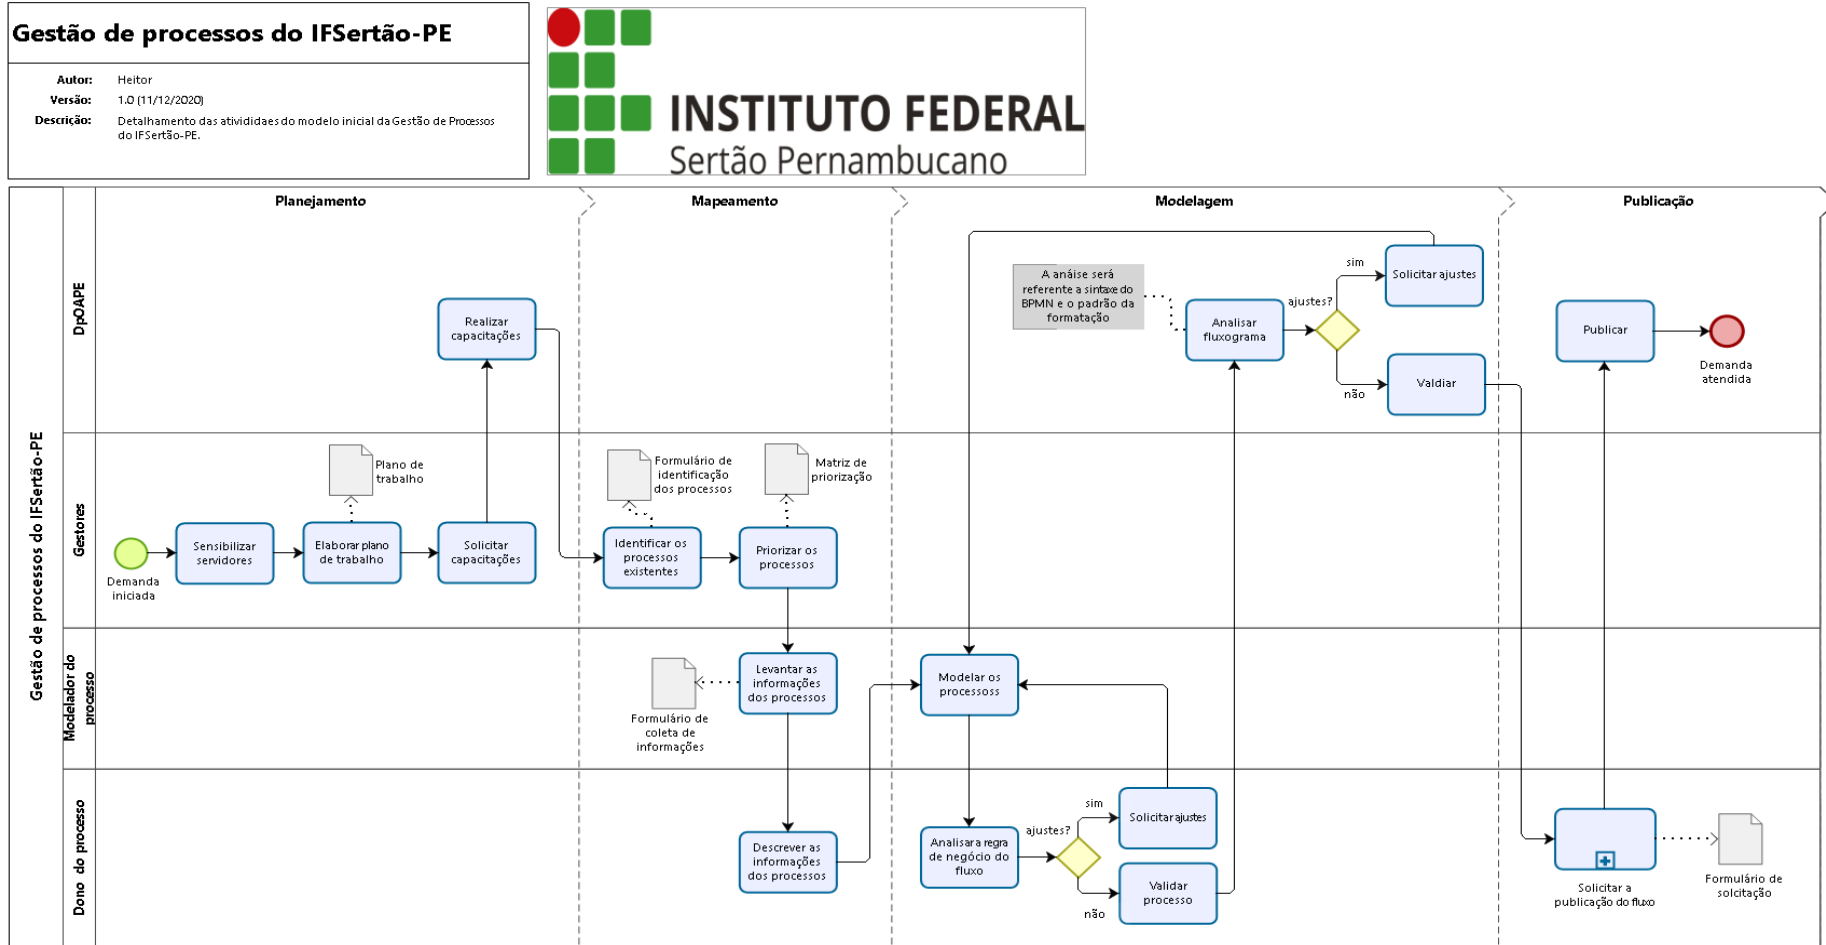 Gestão de processos do IFSertão-PE
Autor: Heitor
Versão: 1.0 (11/12/2020)
Descrição: Detalhamento das ativididaes do modelo inicial da Gestão de Processos
do IFSertão-PE.
INSTITUTO FEDERAL
Sertão Pernambucano
Gestão de processos do IFSertão-PE
Planejamento
Mapeamento
Modelagem
Publicação
DpOAPE
Realizar
capacitações
A anáise será
referente a sintaxe do
BPMN e o padrão da
formatação
Analisar
fluxograma
ajustes?
sim
Solicitar ajustes
não
Valdiar
Publicar
Demanda
atendida
Gestores
Demanda
iniciada
Sensibilizar
servidores
Elaborar plano
de trabalho
Plano de
trabalho
Solicitar
capacitações
Formulário de
identificação
dos processos
Identificar os
processos
existentes
Matriz de
priorização
Priorizar os
processos
Modelador do
processo
Formulário de
coleta de
informações
Levantar as
informações
dos processos
Modelar os
processoss
Dono do processo
Descrever as
informações
dos processos
Analisar a regra
de negócio do
fluxo
ajustes?
sim
Solicitar ajustes
não
Validar
processo
Solicitar a
publicação do fluxo
Formulário de
solcitação